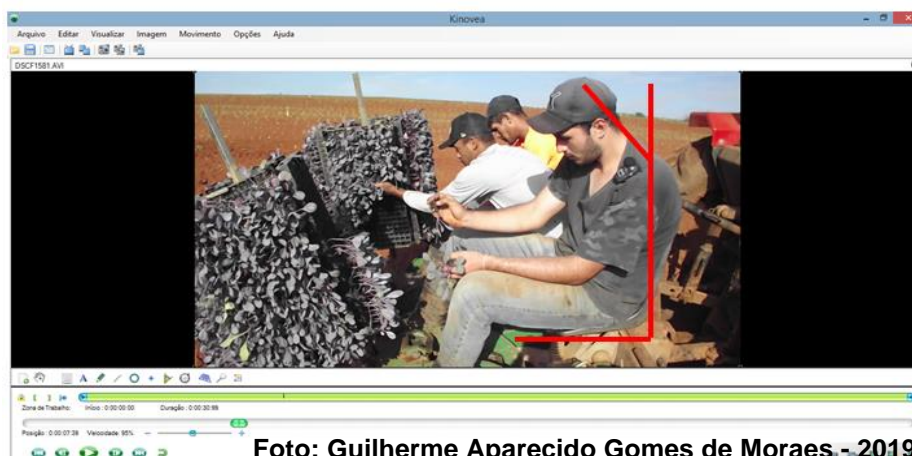 Kinovea
Arquivo Editar Visualizar Imagem Movimento Opções Ajuda
DSCF1581.AVI
Zona de Trabalho: Início : 0:00:00:00 Duração : 0:00:30:99
Posição : 0:00:07:39 Velocidade: 95%
Foto: Guilherme Aparecido Gomes de Moraes - 2019